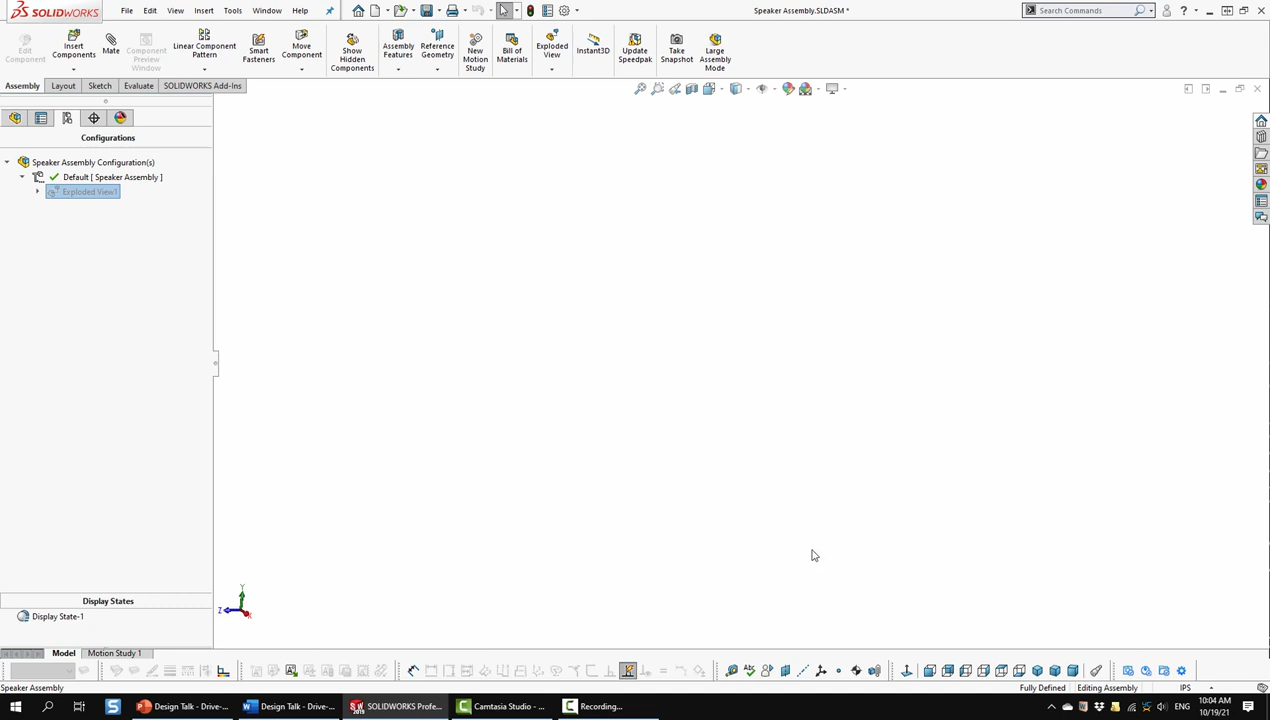 SOLIDWORKS File Edit View Insert Tools Window Help Speaker Assembly.SLDASM * Search Commands ?
Edit Component
Insert Components
Mate
Component Preview Window
Linear Component Pattern
Smart Fasteners
Move Component
Show Hidden Components
Assembly Features
Reference Geometry
New Motion Study
Bill of Materials
Exploded View
Instant3D
Update Speedpak
Take Snapshot
Large Assembly Mode
Assembly Layout Sketch Evaluate SOLIDWORKS Add-Ins
Configurations
Speaker Assembly Configuration(s)
Default [ Speaker Assembly ]
Exploded View1
Y
Z X
Display States
Display State-1
Model Motion Study 1
Speaker Assembly Fully Defined Editing Assembly IPS
Design Talk - Drive-... Design Talk - Drive-... SOLIDWORKS Profe... Camtasia Studio - ... Recording... ENG 10:04 AM
10/19/21